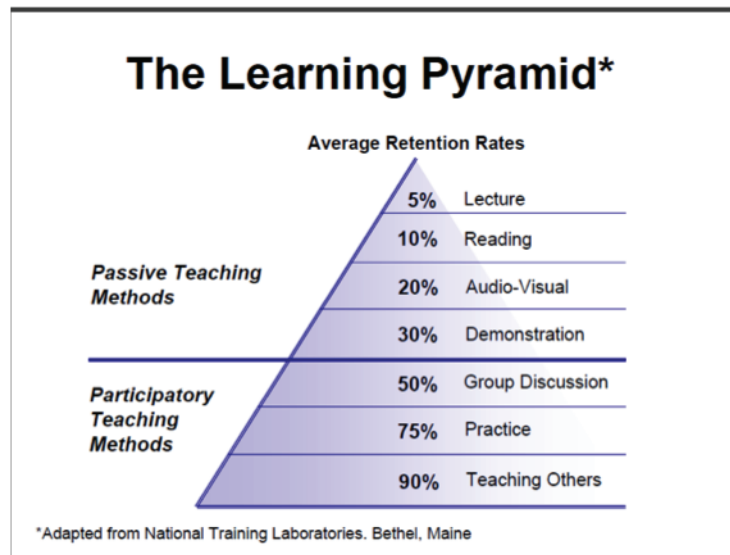 The Learning Pyramid*
Average Retention Rates
5% Lecture
10% Reading
Passive Teaching
Methods
20% Audio-Visual
30% Demonstration
50% Group Discussion
Participatory
Teaching
Methods
75% Practice
90% Teaching Others
*Adapted from National Training Laboratories. Bethel, Maine